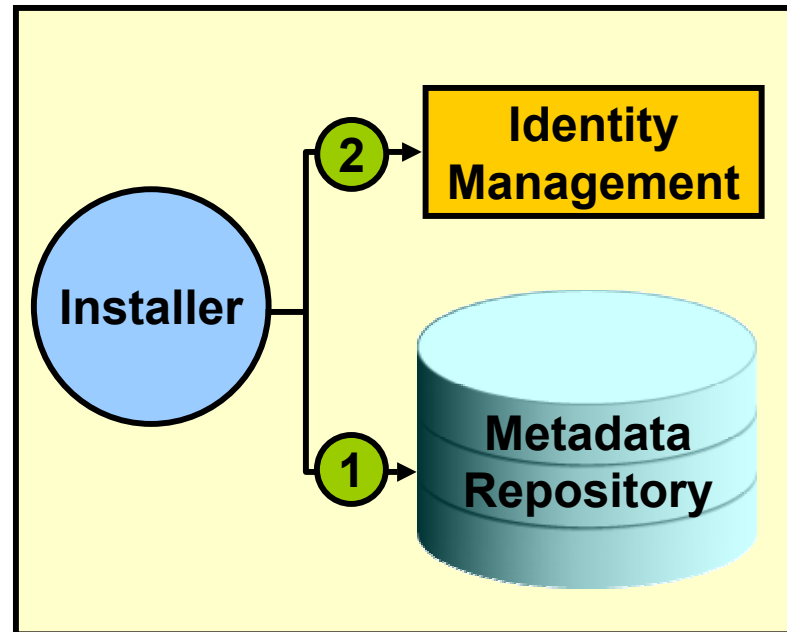 Installer
2
Identity
Management
1
Metadata
Repository